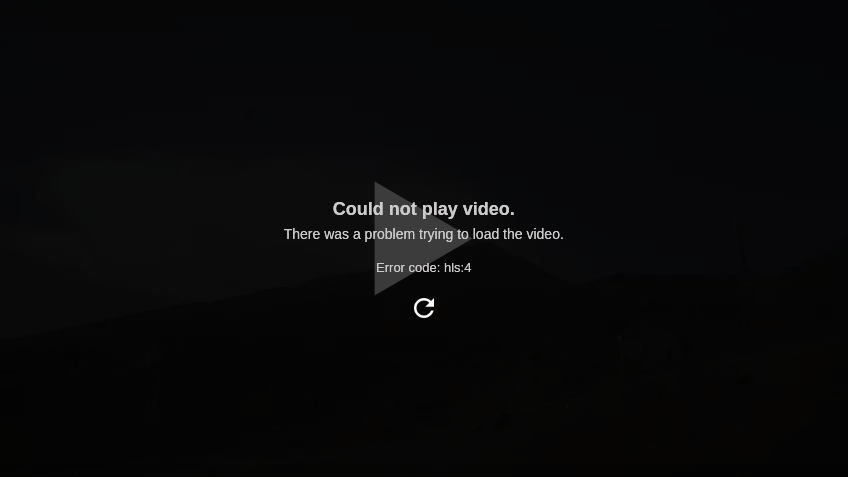 Could not play video.
There was a problem trying to load the video.
Error code: hls:4